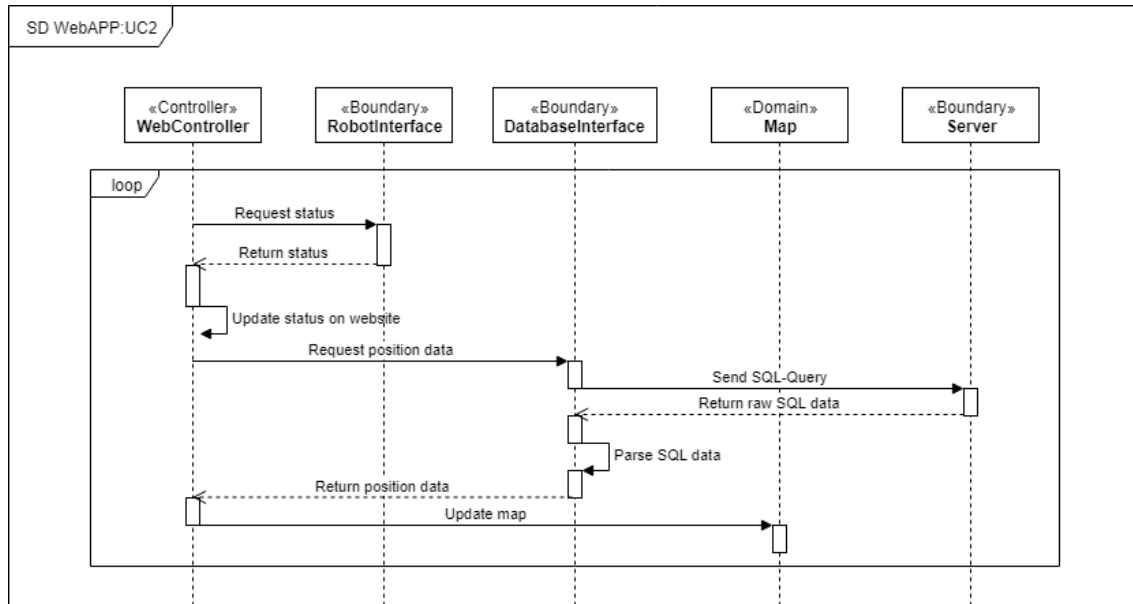 SD WebAPP:UC2
«Controller»
WebController
«Boundary»
RobotInterface
«Boundary»
DatabaseInterface
«Domain»
Map
«Boundary»
Server
loop
Request status
Return status
Update status on website
Request position data
Send SQL-Query
Return raw SQL data
Parse SQL data
Return position data
Update map